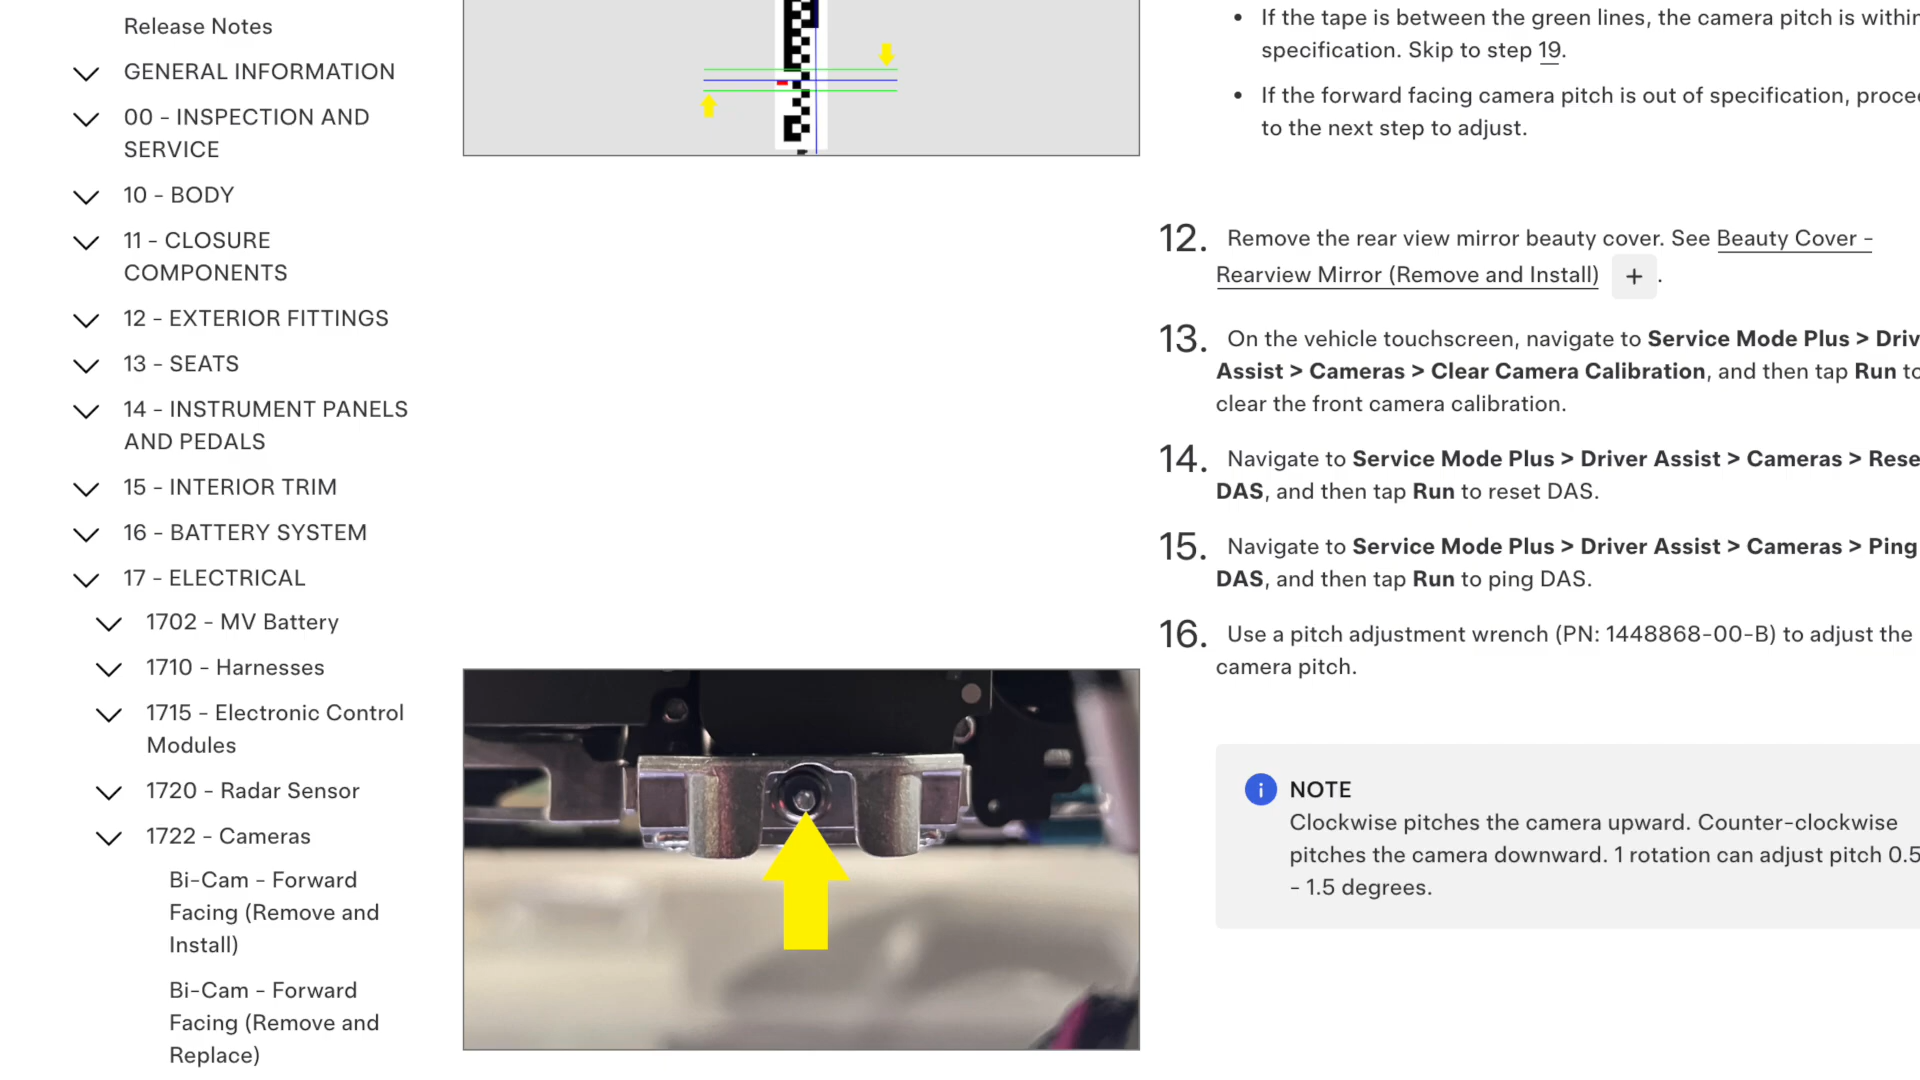 Release Notes
GENERAL INFORMATION
00 - INSPECTION AND
SERVICE
10 - BODY
11 - CLOSURE
COMPONENTS
12 - EXTERIOR FITTINGS
13 - SEATS
14 - INSTRUMENT PANELS
AND PEDALS
15 - INTERIOR TRIM
16 - BATTERY SYSTEM
17 - ELECTRICAL
1702 - MV Battery
1710 - Harnesses
1715 - Electronic Control
Modules
1720 - Radar Sensor
1722 - Cameras
Bi-Cam - Forward
Facing (Remove and
Install)
Bi-Cam - Forward
Facing (Remove and
Replace)
• If the tape is between the green lines, the camera pitch is within
specification. Skip to step 19.
• If the forward facing camera pitch is out of specification, procee
to the next step to adjust.
12. Remove the rear view mirror beauty cover. See Beauty Cover -
Rearview Mirror (Remove and Install) + .
13. On the vehicle touchscreen, navigate to Service Mode Plus > Driv
Assist > Cameras > Clear Camera Calibration, and then tap Run to
clear the front camera calibration.
14. Navigate to Service Mode Plus > Driver Assist > Cameras > Rese
DAS, and then tap Run to reset DAS.
15. Navigate to Service Mode Plus > Driver Assist > Cameras > Ping
DAS, and then tap Run to ping DAS.
16. Use a pitch adjustment wrench (PN: 1448868-00-B) to adjust the
camera pitch.
i NOTE
Clockwise pitches the camera upward. Counter-clockwise
pitches the camera downward. 1 rotation can adjust pitch 0.5
- 1.5 degrees.